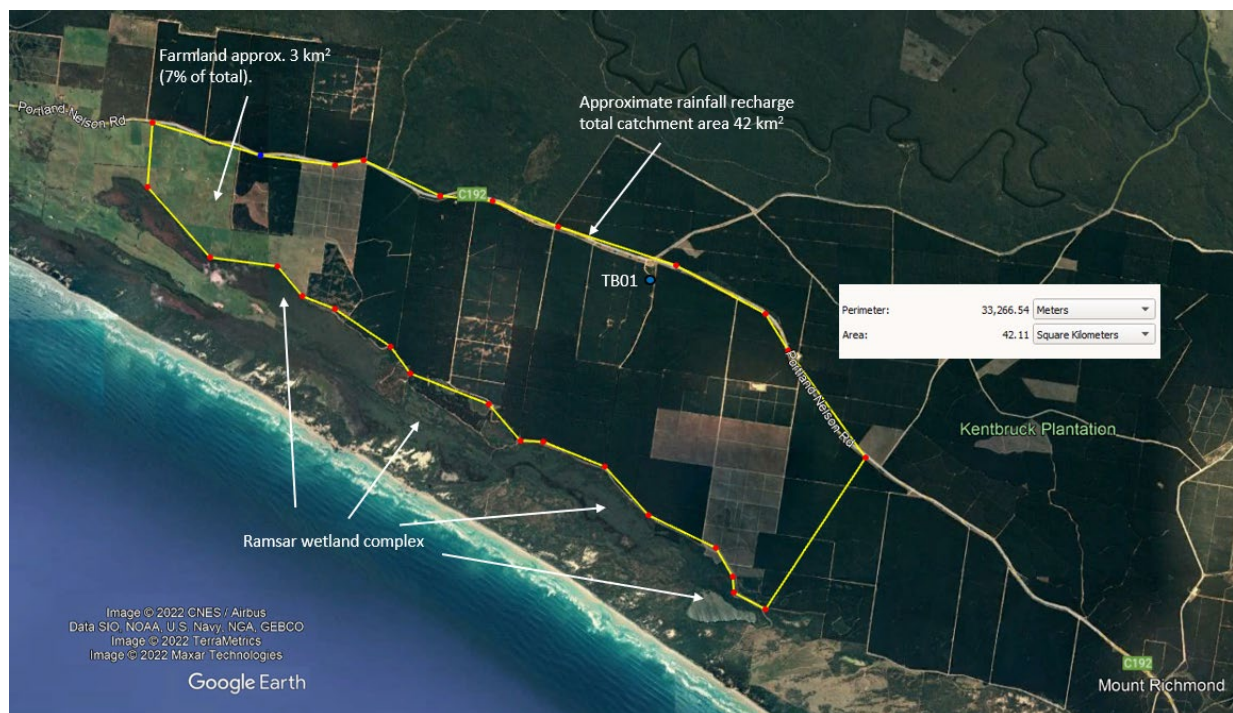 Farmland approx. 3 km²
(7% of total).
Portland-Nelson Rd
Approximate rainfall recharge
total catchment area 42 km²
C192
TB01
Perimeter: 33,266.54 Meters
Area: 42.11 Square Kilometers
Portland-Nelson Rd
Kentbruck Plantation
Ramsar wetland complex
Image © 2022 CNES / Airbus
Data SIO, NOAA, U.S. Navy, NGA, GEBCO
Image © 2022 TerraMetrics
Image © 2022 Maxar Technologies
Google Earth
C192
Mount Richmond